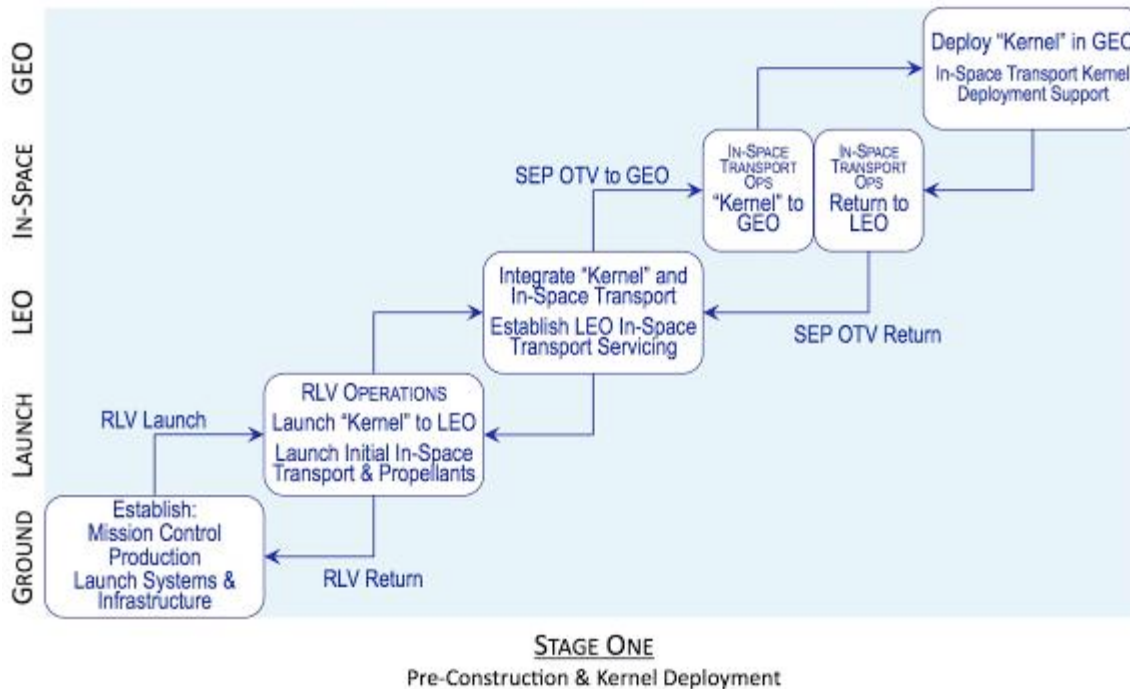 GEO
Deploy “Kernel” in GEO
In-Space Transport Kernel
Deployment Support
IN-SPACE
SEP OTV to GEO
IN-SPACE
TRANSPORT
OPS
“Kernel” to
GEO
IN-SPACE
TRANSPORT
OPS
Return to
LEO
LEO
Integrate “Kernel” and
In-Space Transport
Establish LEO In-Space
Transport Servicing
SEP OTV Return
LAUNCH
RLV Launch
RLV OPERATIONS
Launch “Kernel” to LEO
Launch Initial In-Space
Transport & Propellants
GROUND
Establish:
Mission Control
Production
Launch Systems &
Infrastructure
RLV Return
STAGE ONE
Pre-Construction & Kernel Deployment